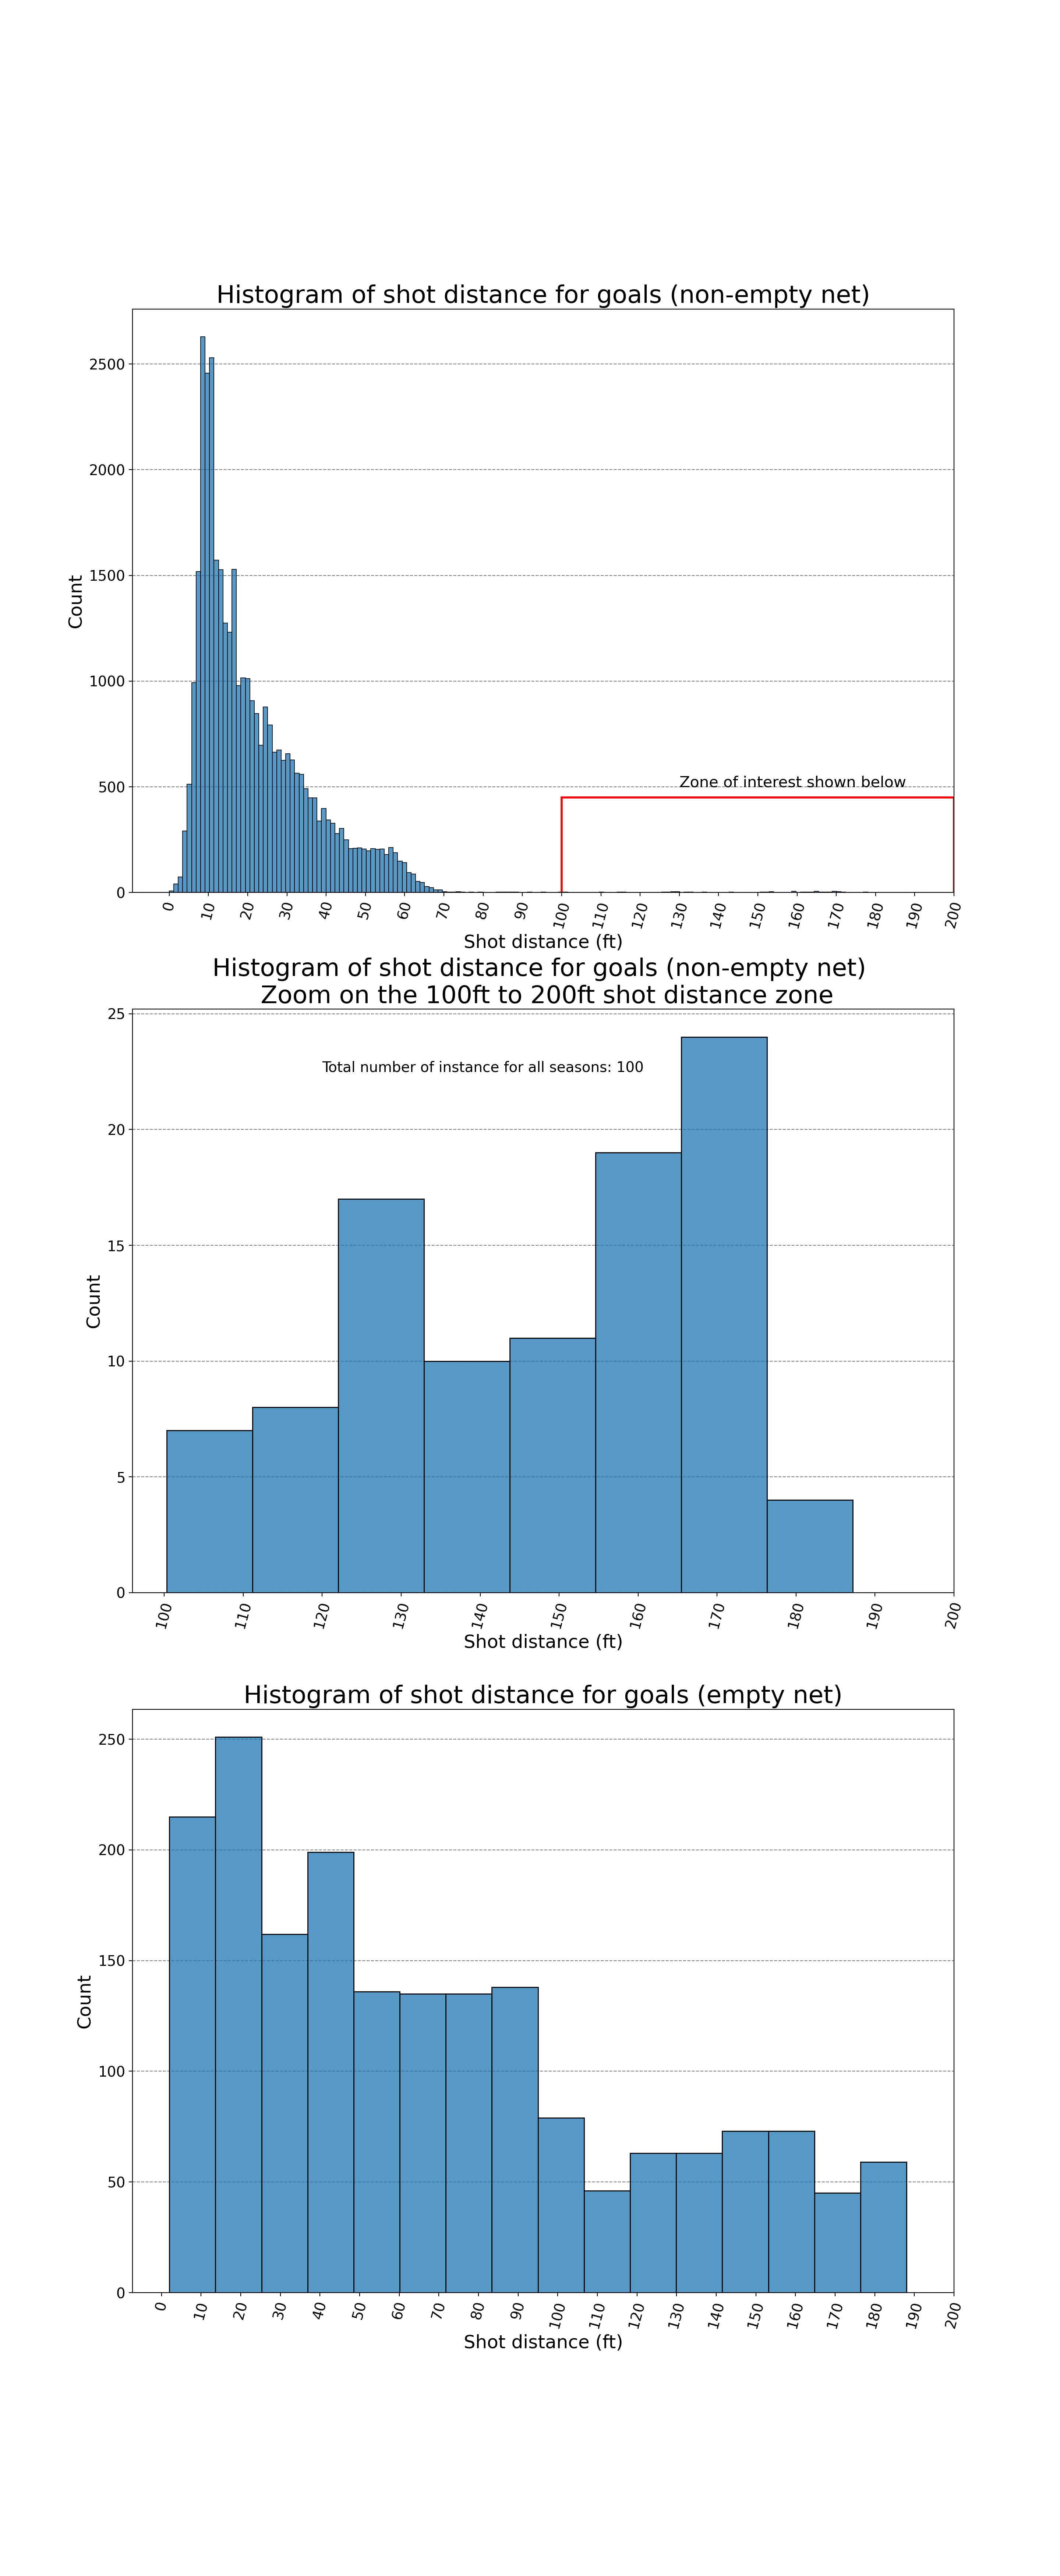 Histogram of shot distance for goals (non-empty net)
2500
2000
1500
1000
500
0
Count
Zone of interest shown below
0 10 20 30 40 50 60 70 80 90 100 110 120 130 140 150 160 170 180 190 200
Shot distance (ft)
Histogram of shot distance for goals (non-empty net)
Zoom on the 100ft to 200ft shot distance zone
25
20
15
10
5
0
Count
Total number of instance for all seasons: 100
100 110 120 130 140 150 160 170 180 190 200
Shot distance (ft)
Histogram of shot distance for goals (empty net)
250
200
150
100
50
0
Count
0 10 20 30 40 50 60 70 80 90 100 110 120 130 140 150 160 170 180 190 200
Shot distance (ft)